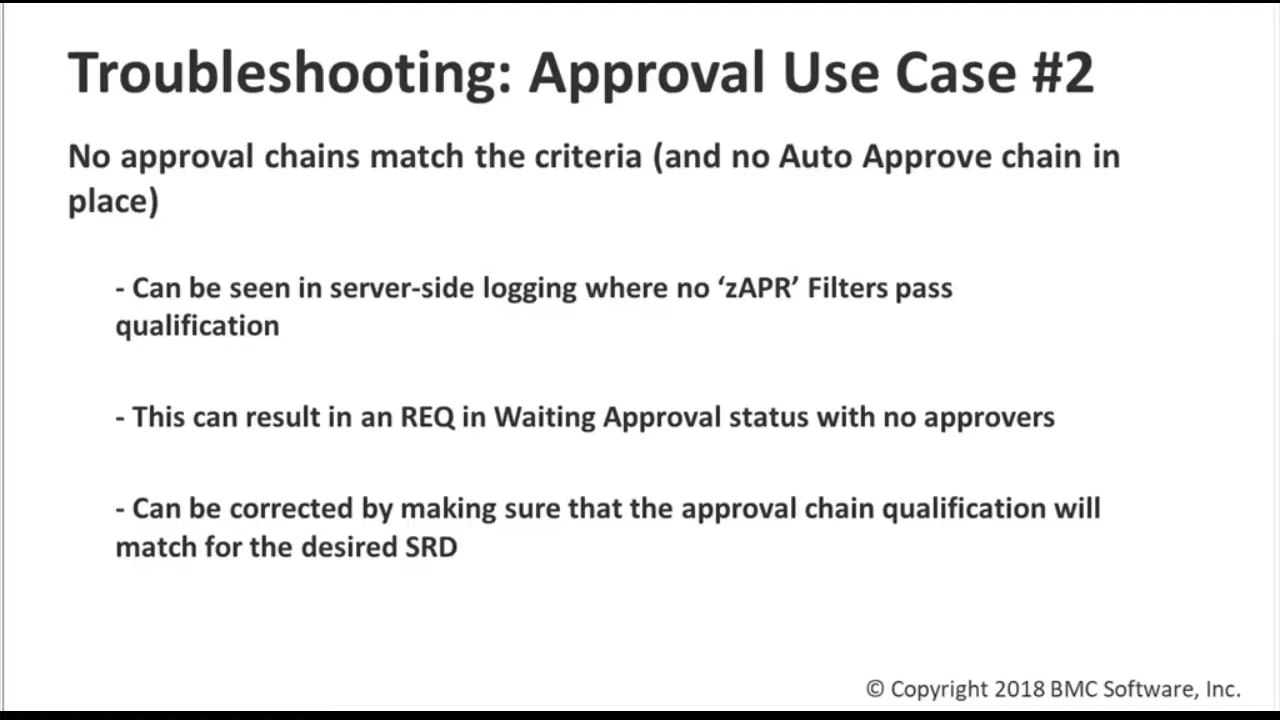 Troubleshooting: Approval Use Case #2
No approval chains match the criteria (and no Auto Approve chain in
place)
- Can be seen in server-side logging where no ‘zAPR’ Filters pass
qualification
- This can result in an REQ in Waiting Approval status with no approvers
- Can be corrected by making sure that the approval chain qualification will
match for the desired SRD
© Copyright 2018 BMC Software, Inc.